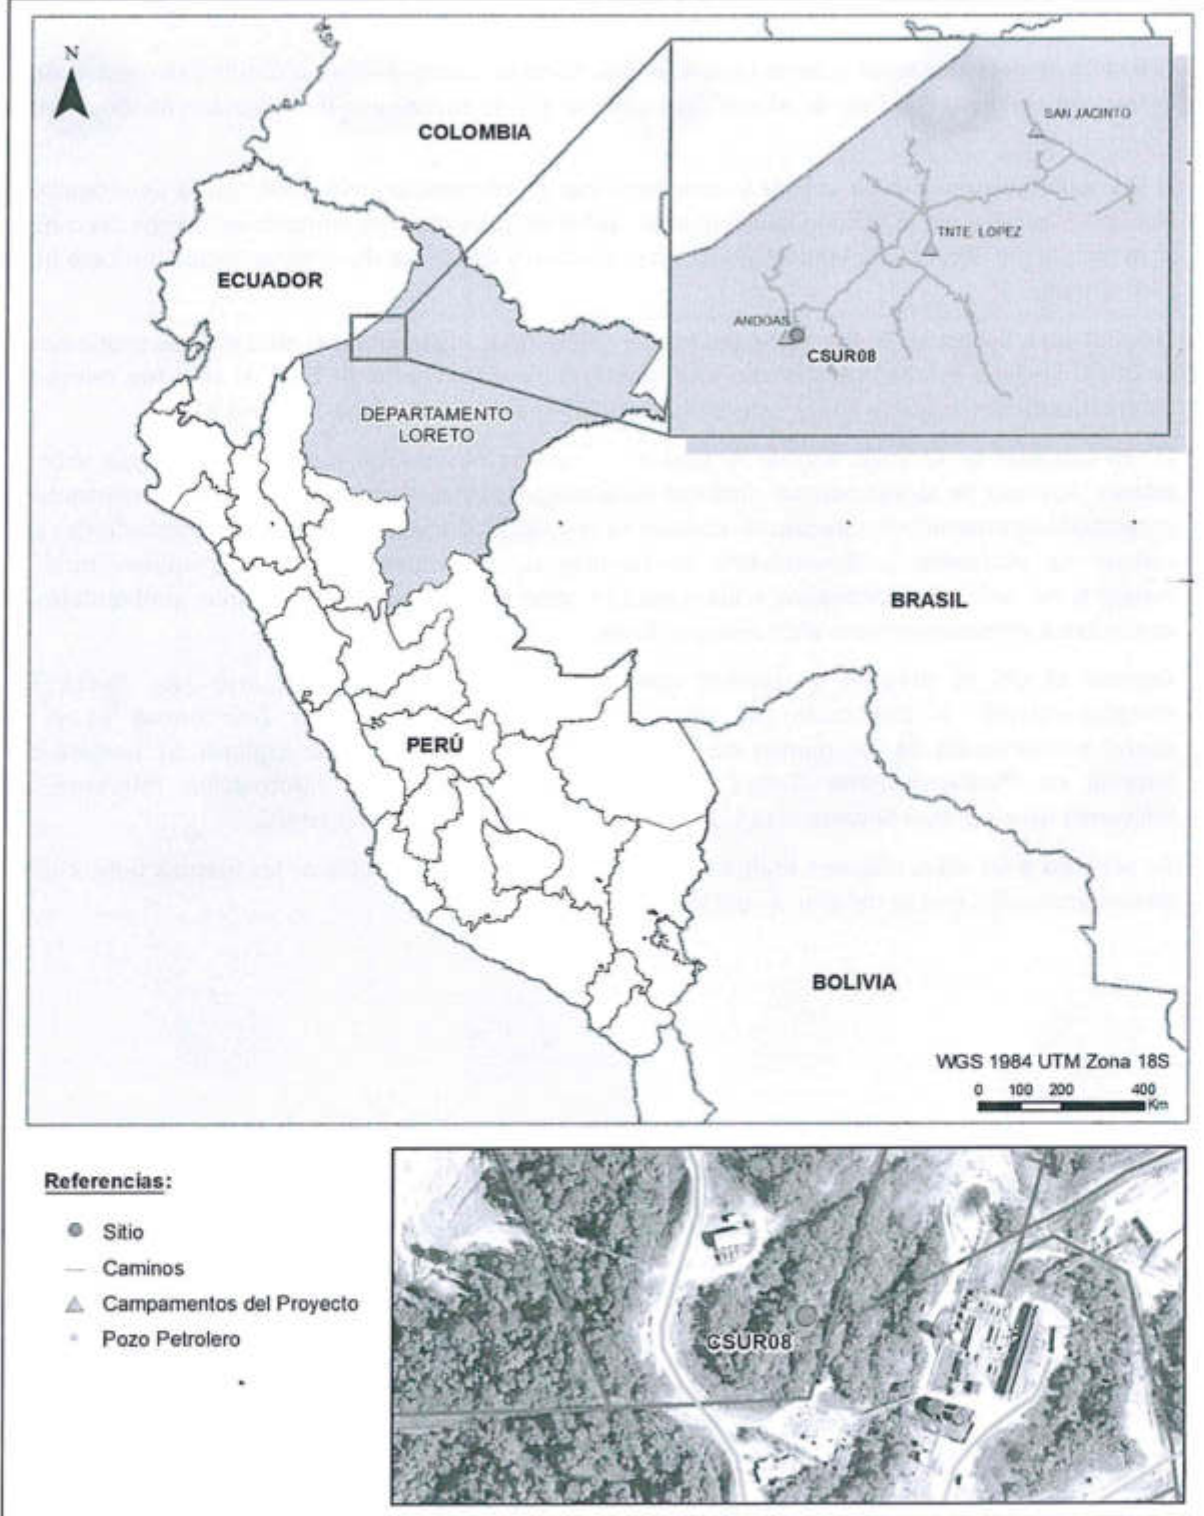 N
COLOMBIA
SAN JACINTO
TNTE. LOPEZ
ECUADOR
ANDOAS
CSUR08
DEPARTAMENTO
LORETO
BRASIL
PERÚ
BOLIVIA
WGS 1984 UTM Zona 18S
0 100 200 400
Km
Referencias:
Sitio
Caminos
Campamentos del Proyecto
Pozo Petrolero
CSUR08